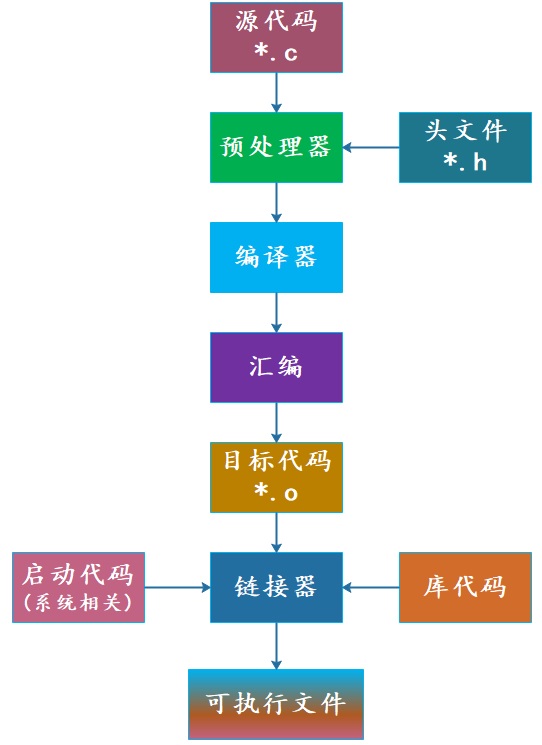 源代码
*.c
预处理器
头文件
*.h
编译器
汇编
目标代码
*.o
启动代码
(系统相关)
链接器
库代码
可执行文件